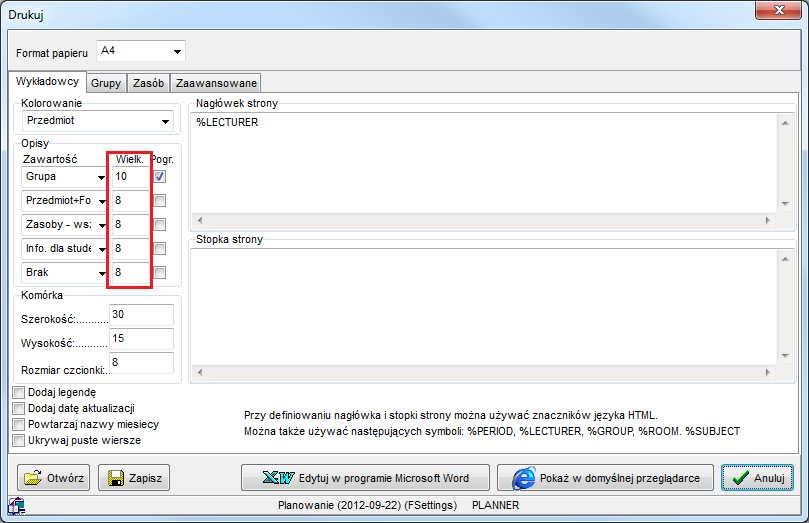 Drukuj
Format papieru A4
Wykładowcy Grupy Zasób Zaawansowane
Kolorowanie
Przedmiot
Opisy
Zawartość Wielk. Pogr.
Grupa 10
Przedmiot+Fo 8
Zasoby - wsz 8
Info. dla stude 8
Brak 8
Komórka
Szerokość:............ 30
Wysokość:............ 15
Rozmiar czcionki:.. 8
Dodaj legendę
Dodaj datę aktualizacji
Powtarzaj nazwy miesiecy
Ukrywaj puste wiersze
Nagłówek strony
%LECTURER
Stopka strony
Przy definiowaniu nagłówka i stopki strony można używać znaczników języka HTML.
Można także używać następujących symboli: %PERIOD, %LECTURER, %GROUP, %ROOM. %SUBJECT
Otwórz Zapisz Edytuj w programie Microsoft Word Pokaż w domyślnej przeglądarce Anuluj
Planowanie (2012-09-22) (FSettings) PLANNER